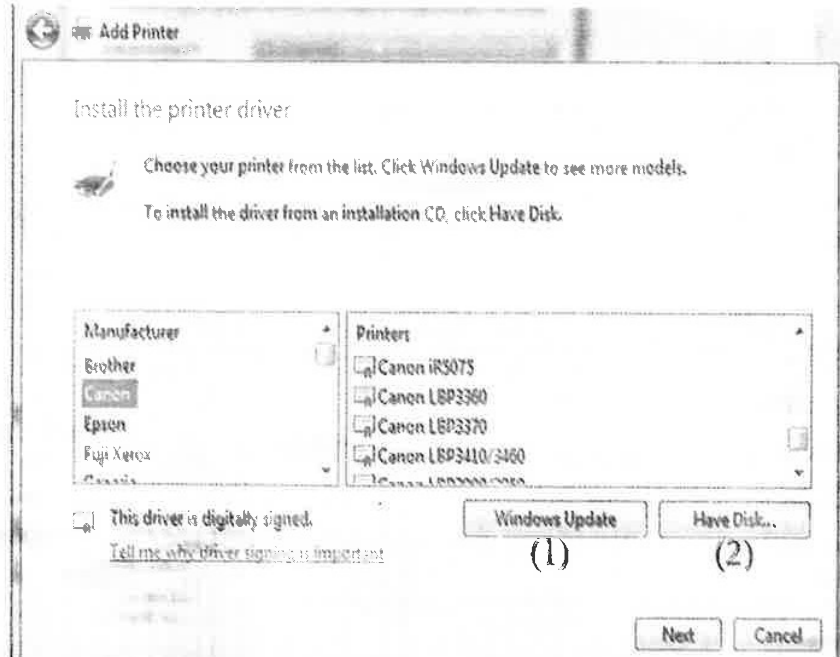 Add Printer
Install the printer driver
Choose your printer from the list. Click Windows Update to see more models.
To install the driver from an installation CD, click Have Disk.
Manufacturer
Brother
Canon
Epson
Fuji Xerox
Printers
Canon iR5075
Canon LBP3360
Canon LBP3370
Canon LBP3410/3460
This driver is digitally signed.
Tell me why driver signing is important
Windows Update
Have Disk...
(1)
(2)
Next
Cancel